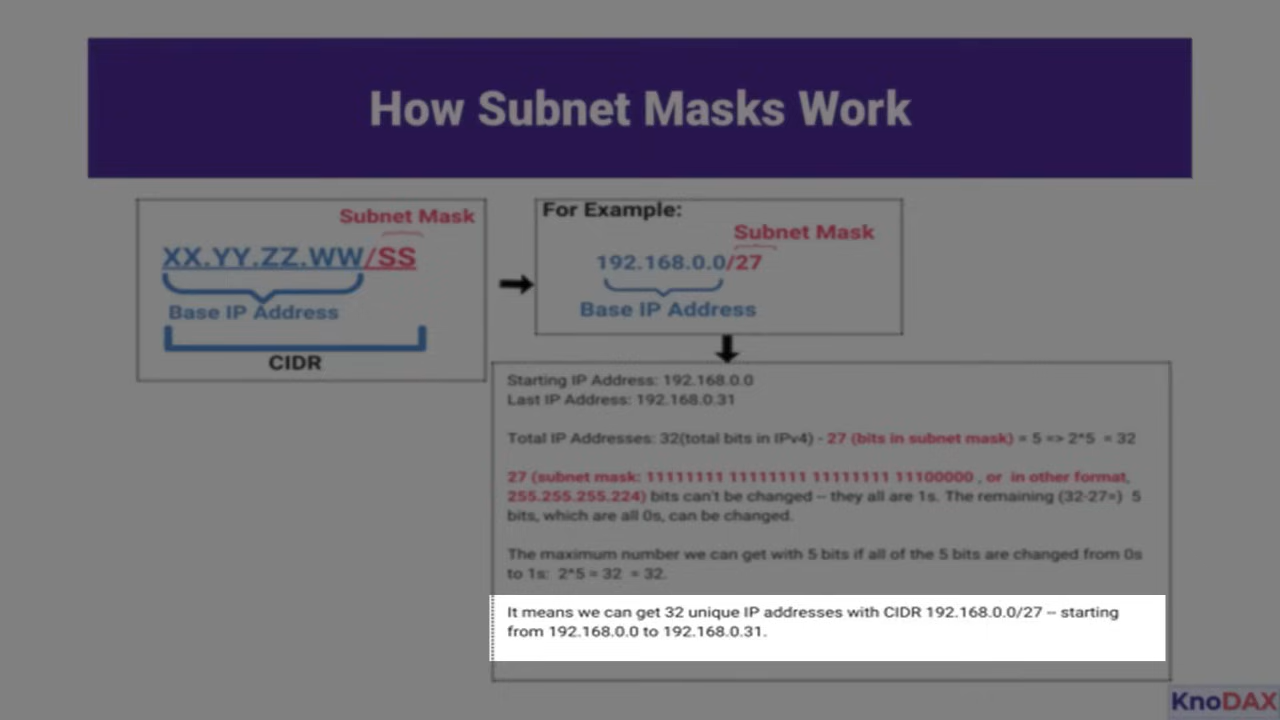 How Subnet Masks Work
Subnet Mask
XX.YY.ZZ.WW/SS
Base IP Address
CIDR
For Example:
Subnet Mask
192.168.0.0/27
Base IP Address
Starting IP Address: 192.168.0.0
Last IP Address: 192.168.0.31
Total IP Addresses: 32(total bits in IPv4) - 27 (bits in subnet mask) = 5 => 2^5 = 32
27 (subnet mask: 11111111 11111111 11111111 11100000 , or in other format,
255.255.255.224) bits can't be changed – they all are 1s. The remaining (32-27=) 5
bits, which are all 0s, can be changed.
The maximum number we can get with 5 bits if all of the 5 bits are changed from 0s
to 1s: 2^5 = 32 = 32.
It means we can get 32 unique IP addresses with CIDR 192.168.0.0/27 – starting
from 192.168.0.0 to 192.168.0.31.
KnoDAX